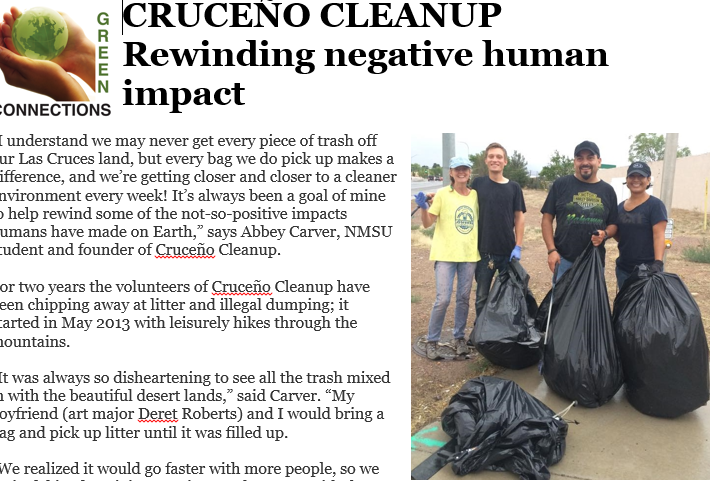 GREEN
CONNECTIONS
CRUCEÑO CLEANUP
Rewinding negative human
impact
I understand we may never get every piece of trash off
ur Las Cruces land, but every bag we do pick up makes a
ifference, and we're getting closer and closer to a cleaner
nvironment every week! It's always been a goal of mine
o help rewind some of the not-so-positive impacts
umans have made on Earth,” says Abbey Carver, NMSU
tudent and founder of Cruceño Cleanup.
or two years the volunteers of Cruceño Cleanup have
een chipping away at litter and illegal dumping; it
tarted in May 2013 with leisurely hikes through the
ountains.
It was always so disheartening to see all the trash mixed
n with the beautiful desert lands,” said Carver. “My
oyfriend (art major Deret Roberts) and I would bring a
ag and pick up litter until it was filled up.
We realized it would go faster with more people, so we